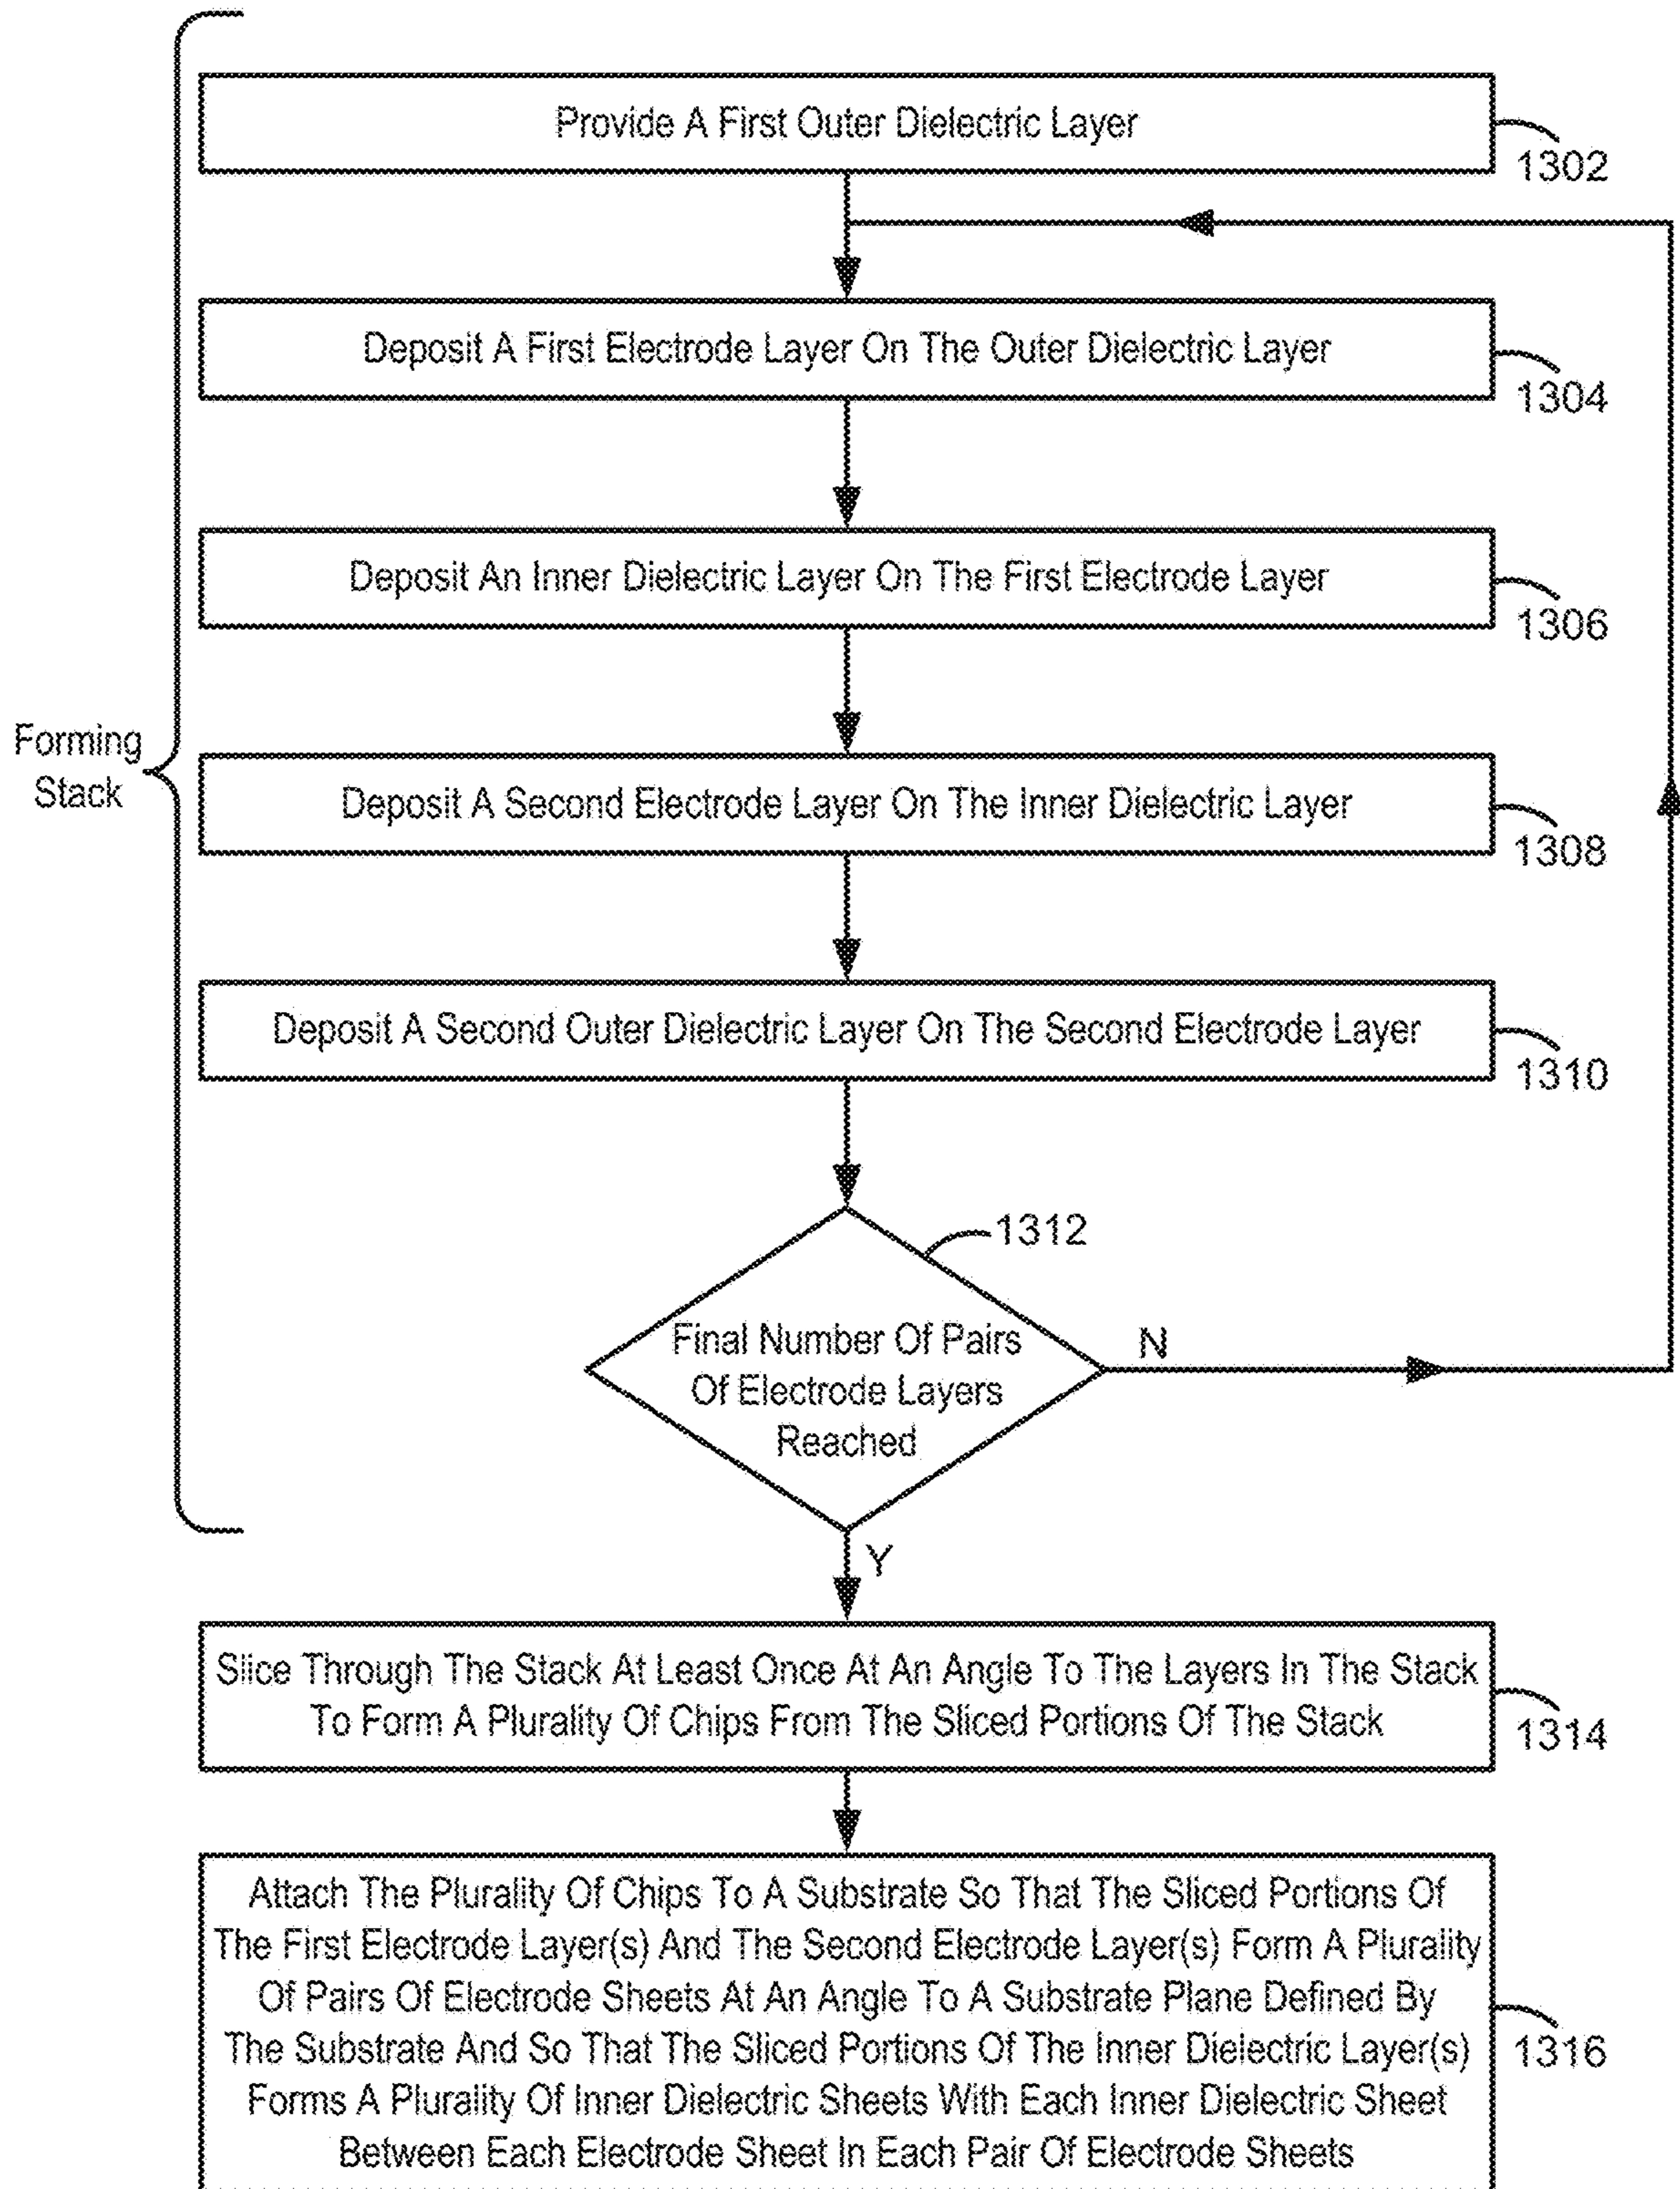 Provide A First Outer Dielectric Layer
1302
Deposit A First Electrode Layer On The Outer Dielectric Layer
1304
Deposit An Inner Dielectric Layer On The First Electrode Layer
1306
Forming
Stack
Deposit A Second Electrode Layer On The Inner Dielectric Layer
1308
Deposit A Second Outer Dielectric Layer On The Second Electrode Layer
1310
1312
Final Number Of Pairs
Of Electrode Layers
Reached
N
Y
Slice Through The Stack At Least Once At An Angle To The Layers In The Stack
To Form A Plurality Of Chips From The Sliced Portions Of The Stack
1314
Attach The Plurality Of Chips To A Substrate So That The Sliced Portions Of
The First Electrode Layer(s) And The Second Electrode Layer(s) Form A Plurality
Of Pairs Of Electrode Sheets At An Angle To A Substrate Plane Defined By
The Substrate And So That The Sliced Portions Of The Inner Dielectric Layer(s)
Forms A Plurality Of Inner Dielectric Sheets With Each Inner Dielectric Sheet
Between Each Electrode Sheet In Each Pair Of Electrode Sheets
1316